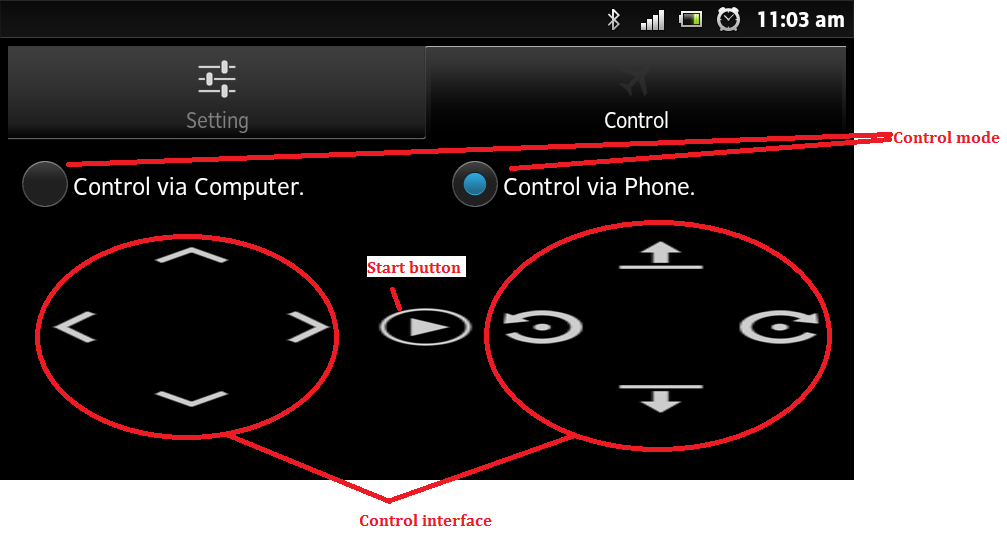 11:03 am
Setting
Control
Control mode
Control via Computer.
Control via Phone.
Start button
Control interface